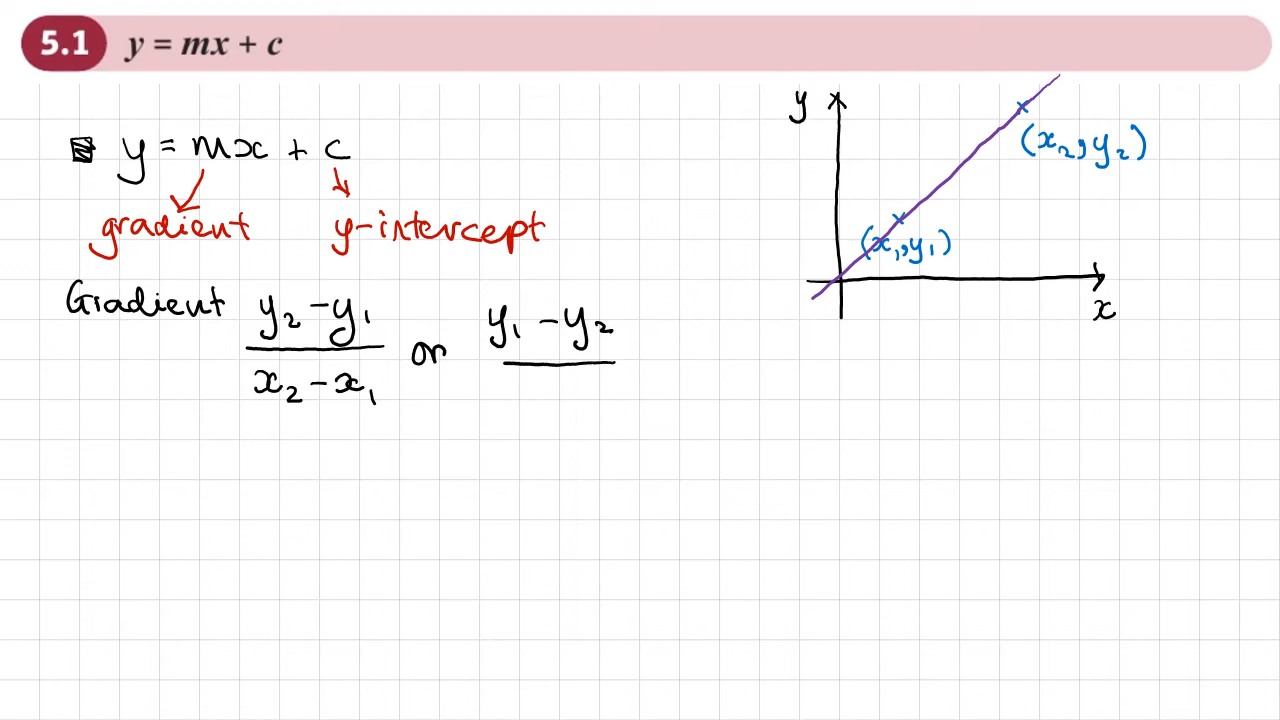 5.1 y = mx + c
y = mx + c
gradient y-intercept
Gradient y₂ - y₁ or y₁ - y₂
x₂ - x₁
y
(x₂, y₂)
(x₁, y₁)
x